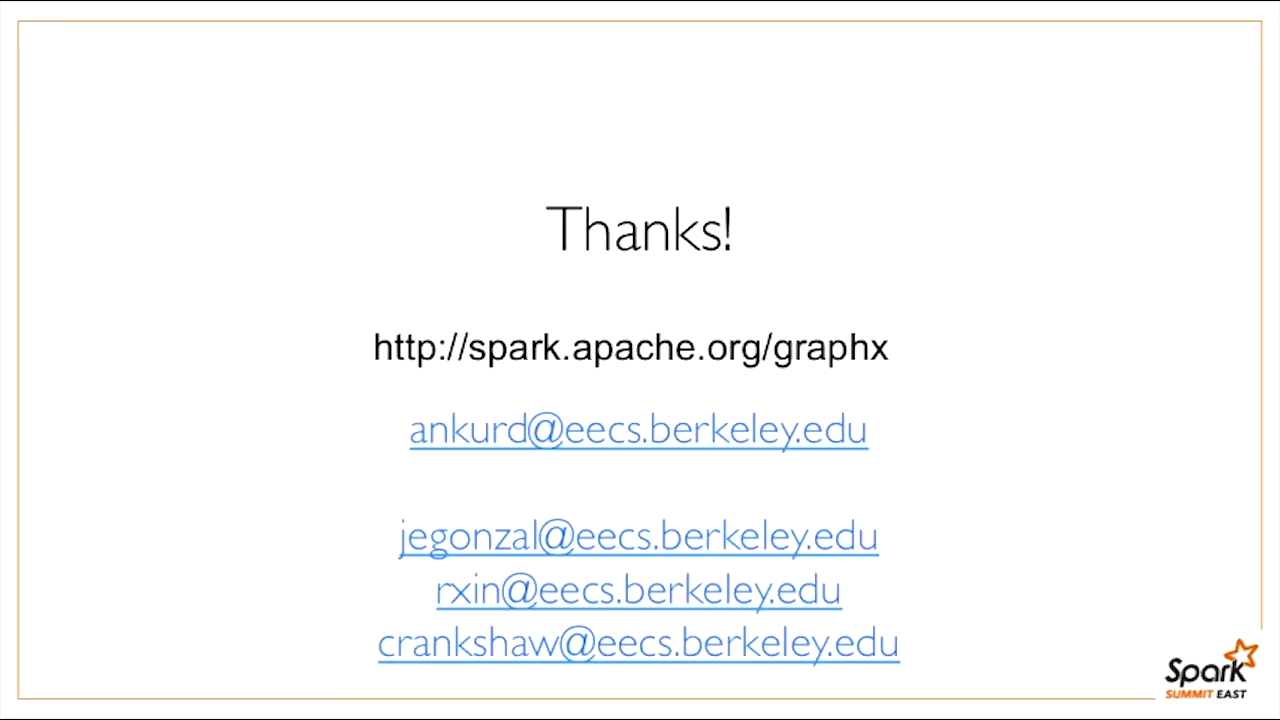 Thanks!
http://spark.apache.org/graphx
ankurd@eecs.berkeley.edu
jegonzal@eecs.berkeley.edu
rxin@eecs.berkeley.edu
crankshaw@eecs.berkeley.edu
Spark
SUMMIT EAST